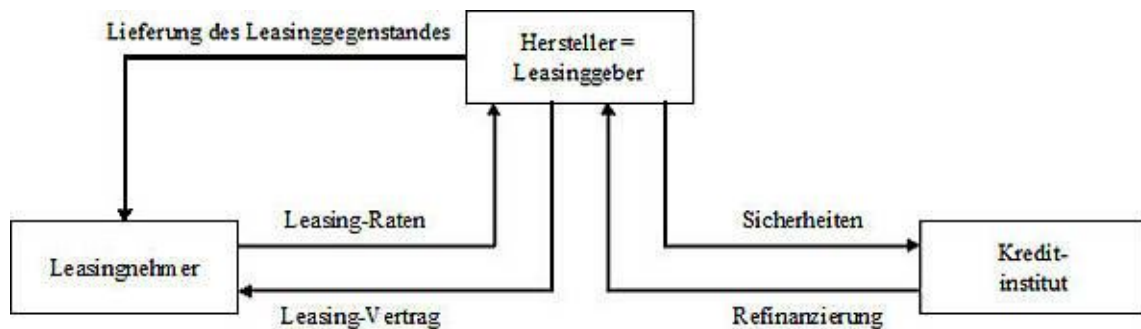 Lieferung des Leasinggegenstandes
Hersteller =
Leasinggeber
Leasing-Raten
Sicherheiten
Leasingnehmer
Kredit-
institut
Leasing-Vertrag
Refinanzierung